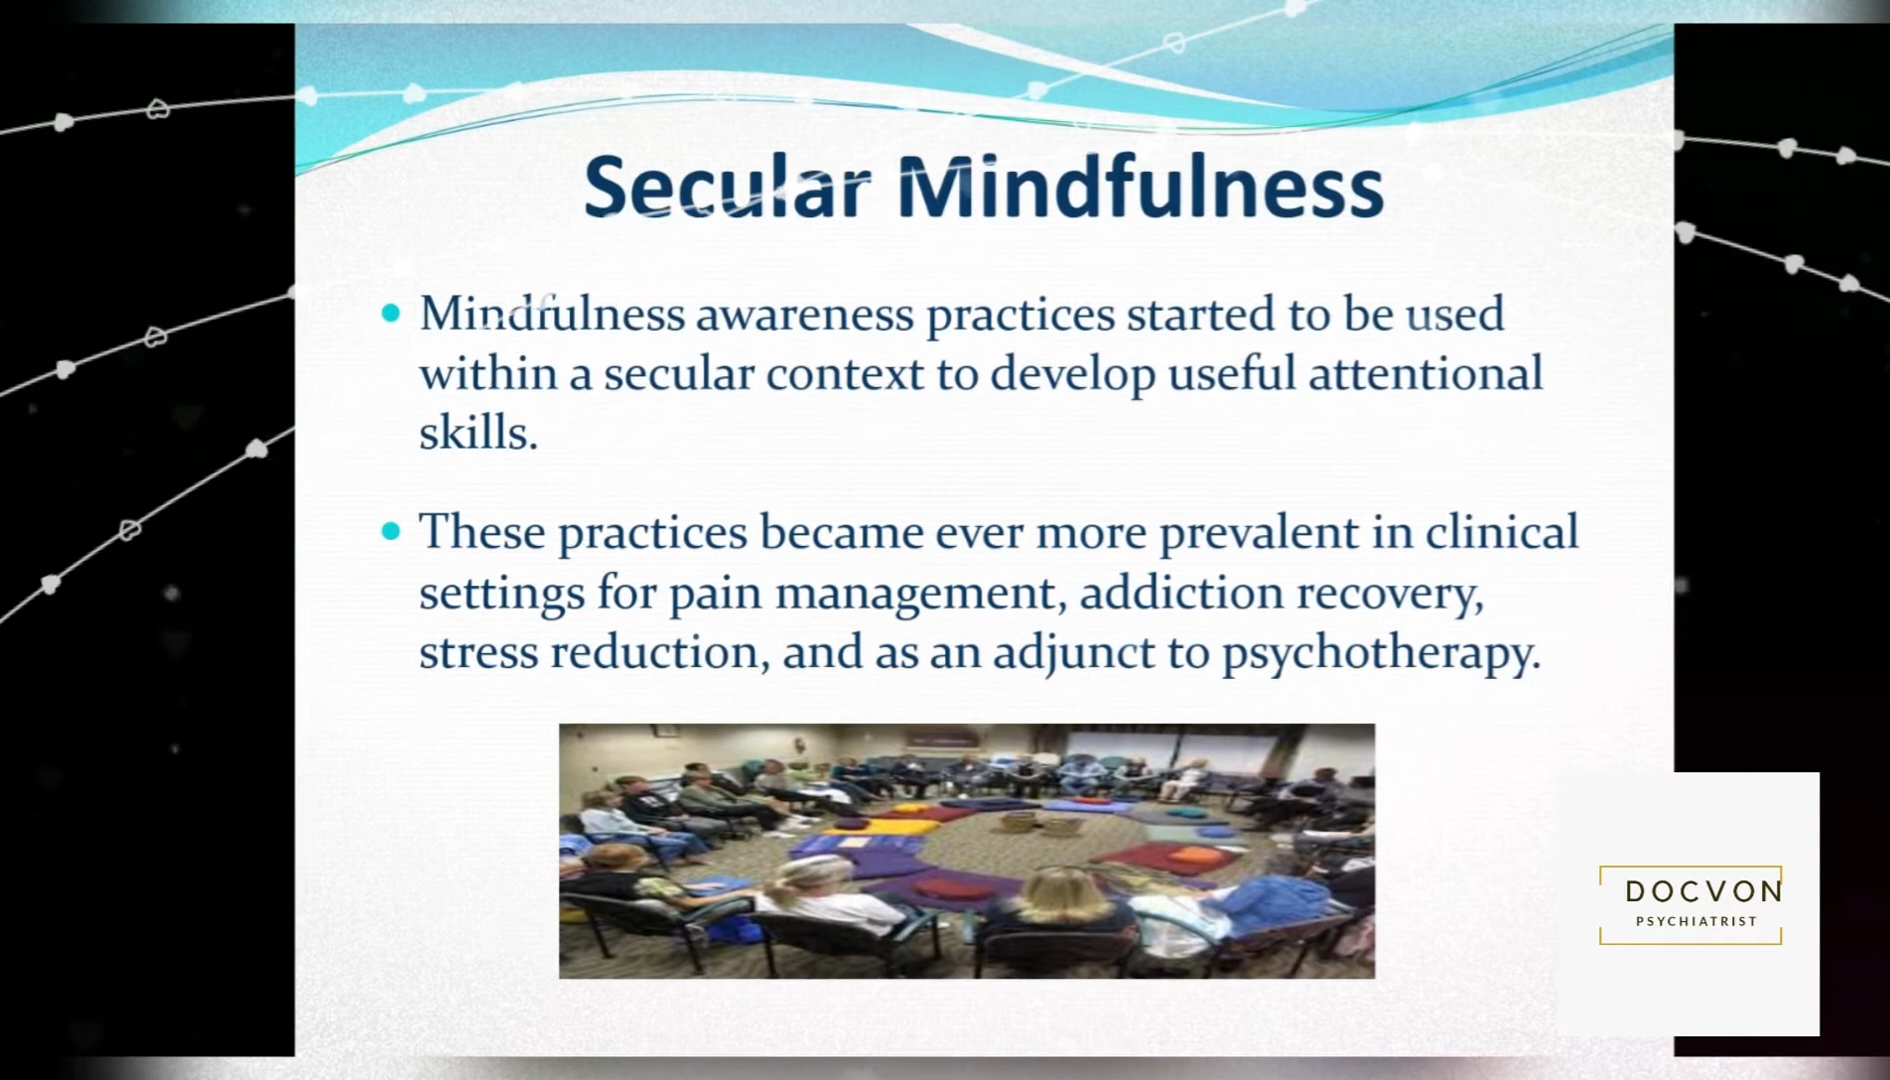 Secular Mindfulness
Mindfulness awareness practices started to be used
within a secular context to develop useful attentional
skills.
These practices became ever more prevalent in clinical
settings for pain management, addiction recovery,
stress reduction, and as an adjunct to psychotherapy.
DOCVON
PSYCHIATRIST